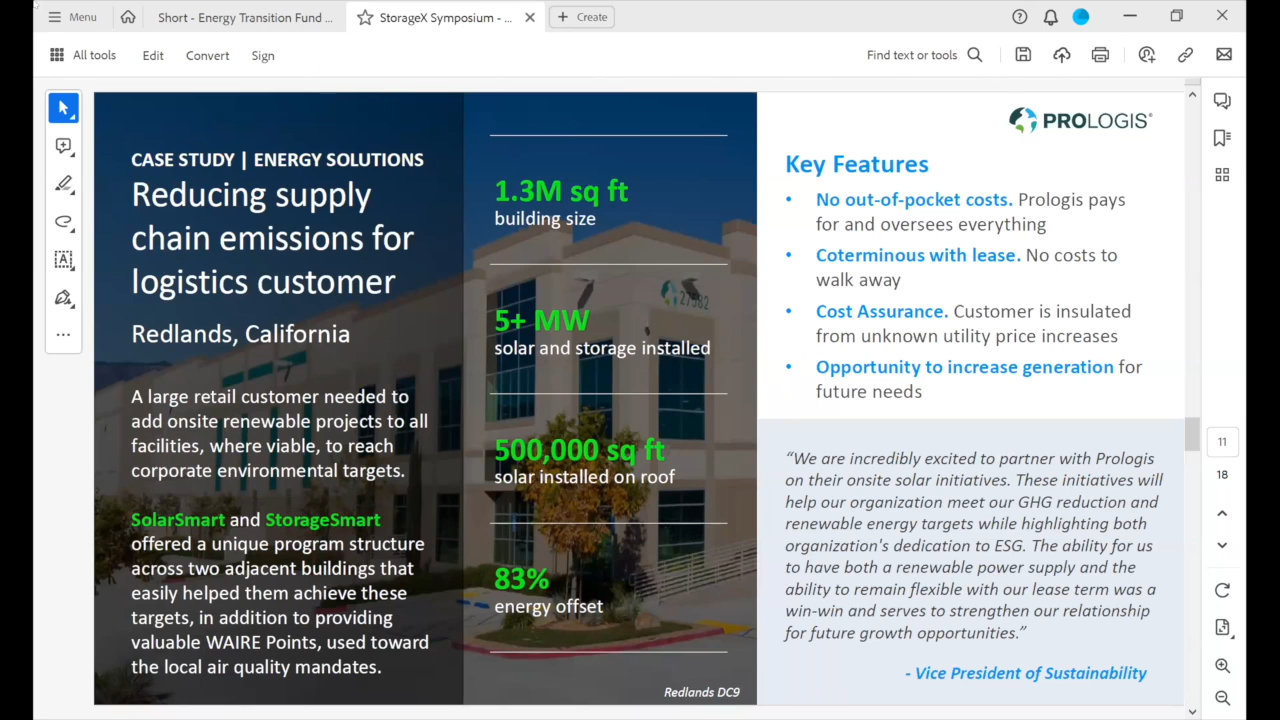 Menu
Short - Energy Transition Fund ...
StorageX Symposium - ...
Create
All tools
Edit
Convert
Sign
Find text or tools
CASE STUDY | ENERGY SOLUTIONS
Reducing supply
chain emissions for
logistics customer
Redlands, California
A large retail customer needed to
add onsite renewable projects to all
facilities, where viable, to reach
corporate environmental targets.
SolarSmart and StorageSmart
offered a unique program structure
across two adjacent buildings that
easily helped them achieve these
targets, in addition to providing
valuable WAIRE Points, used toward
the local air quality mandates.
1.3M sq ft
building size
27582
5+ MW
solar and storage installed
500,000 sq ft
solar installed on roof
83%
energy offset
Redlands DC9
PROLOGIS®
Key Features
• No out-of-pocket costs. Prologis pays
for and oversees everything
• Coterminous with lease. No costs to
walk away
• Cost Assurance. Customer is insulated
from unknown utility price increases
• Opportunity to increase generation for
future needs
“We are incredibly excited to partner with Prologis
on their onsite solar initiatives. These initiatives will
help our organization meet our GHG reduction and
renewable energy targets while highlighting both
organization's dedication to ESG. The ability for us
to have both a renewable power supply and the
ability to remain flexible with our lease term was a
win-win and serves to strengthen our relationship
for future growth opportunities.”
- Vice President of Sustainability
11
18